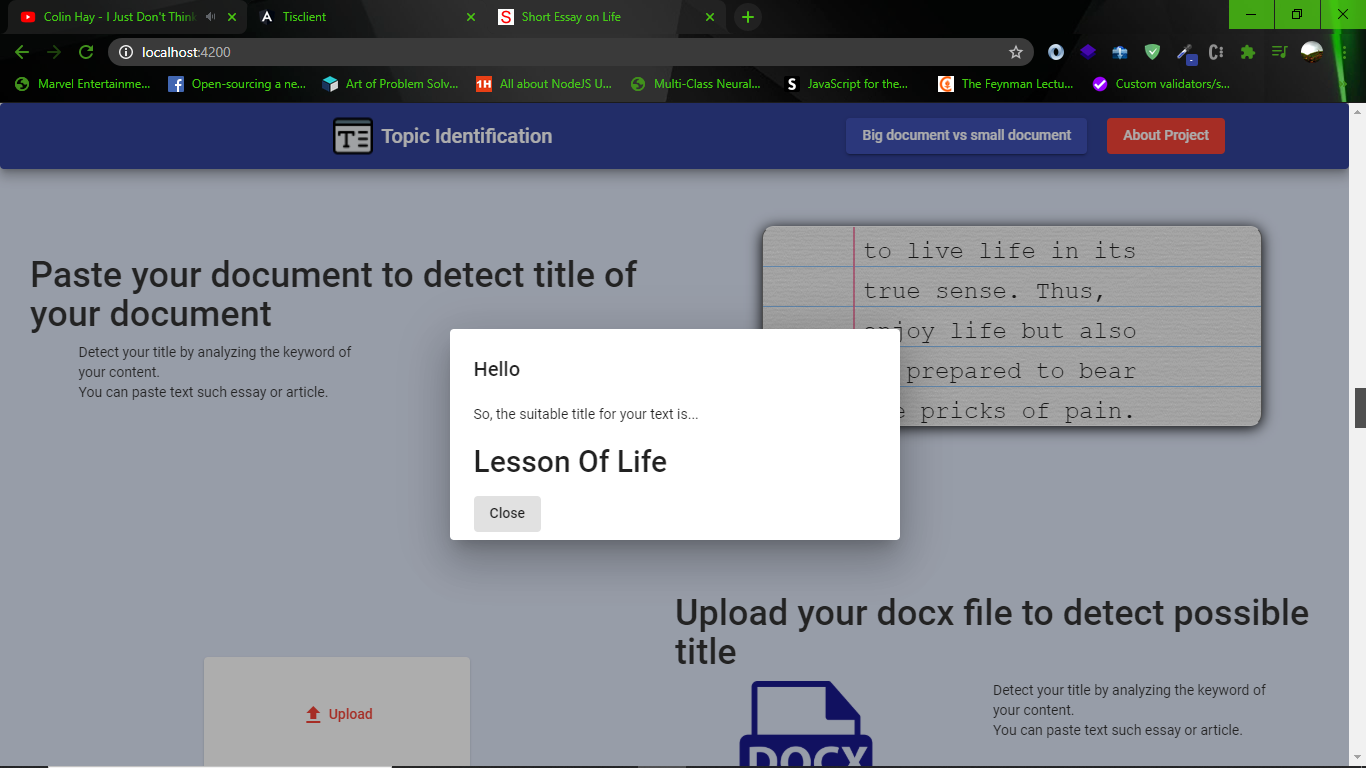 Colin Hay - I Just Don't Think
Tisclient
Short Essay on Life
localhost:4200
Marvel Entertainme...
Open-sourcing a ne...
Art of Problem Solv...
All about NodeJS U...
Multi-Class Neural...
JavaScript for the...
The Feynman Lectu...
Custom validators/s...
Topic Identification
Big document vs small document
About Project
Paste your document to detect title of
your document
Detect your title by analyzing the keyword of
your content.
You can paste text such essay or article.
to live life in its
true sense. Thus,
enjoy life but also
prepared to bear
pricks of pain.
Hello
So, the suitable title for your text is...
Lesson Of Life
Close
Upload your docx file to detect possible
title
Upload
DOCX
Detect your title by analyzing the keyword of
your content.
You can paste text such essay or article.